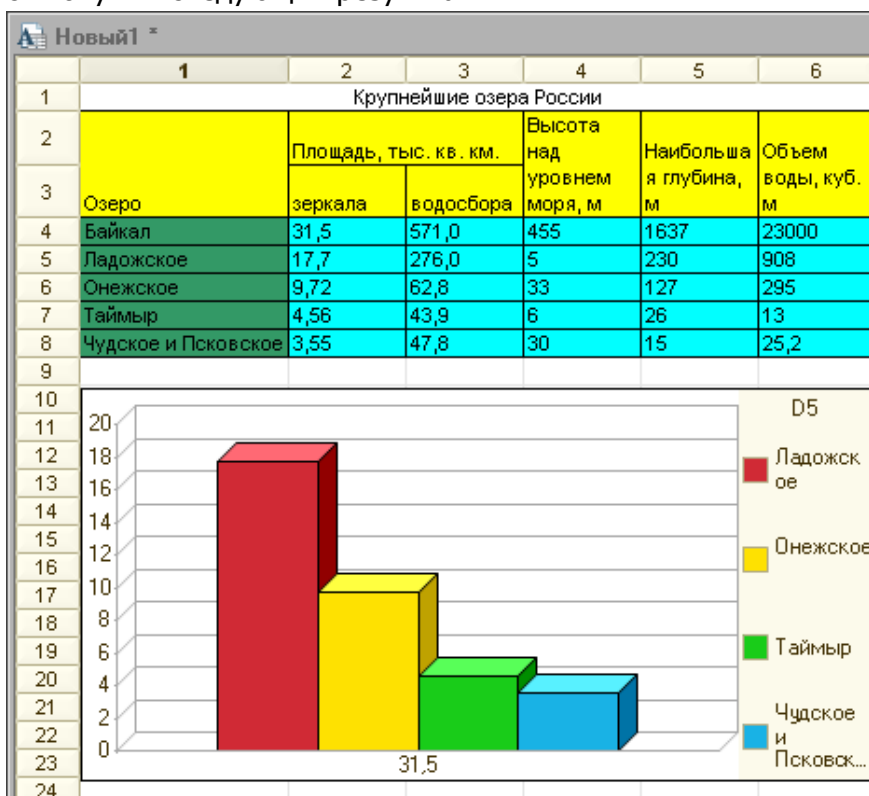 Новый1 *
1 2 3 4 5 6
1 Крупнейшие озера России
2 Площадь, тыс. кв. км. Высота над уровнем моря, м Наибольша я глубина, м Объем воды, куб. м
3 Озеро зеркала водосбора
4 Байкал 31,5 571,0 455 1637 23000
5 Ладожское 17,7 276,0 5 230 908
6 Онежское 9,72 62,8 33 127 295
7 Таймыр 4,56 43,9 6 26 13
8 Чудское и Псковское 3,55 47,8 30 15 25,2
9
10
11
12
13
14
15
16
17
18
19
20
21
22
23
24
20
18
16
14
12
10
8
6
4
2
0
31,5
D5
Ладожск
ое
Онежское
Таймыр
Чудское
и
Псковск...